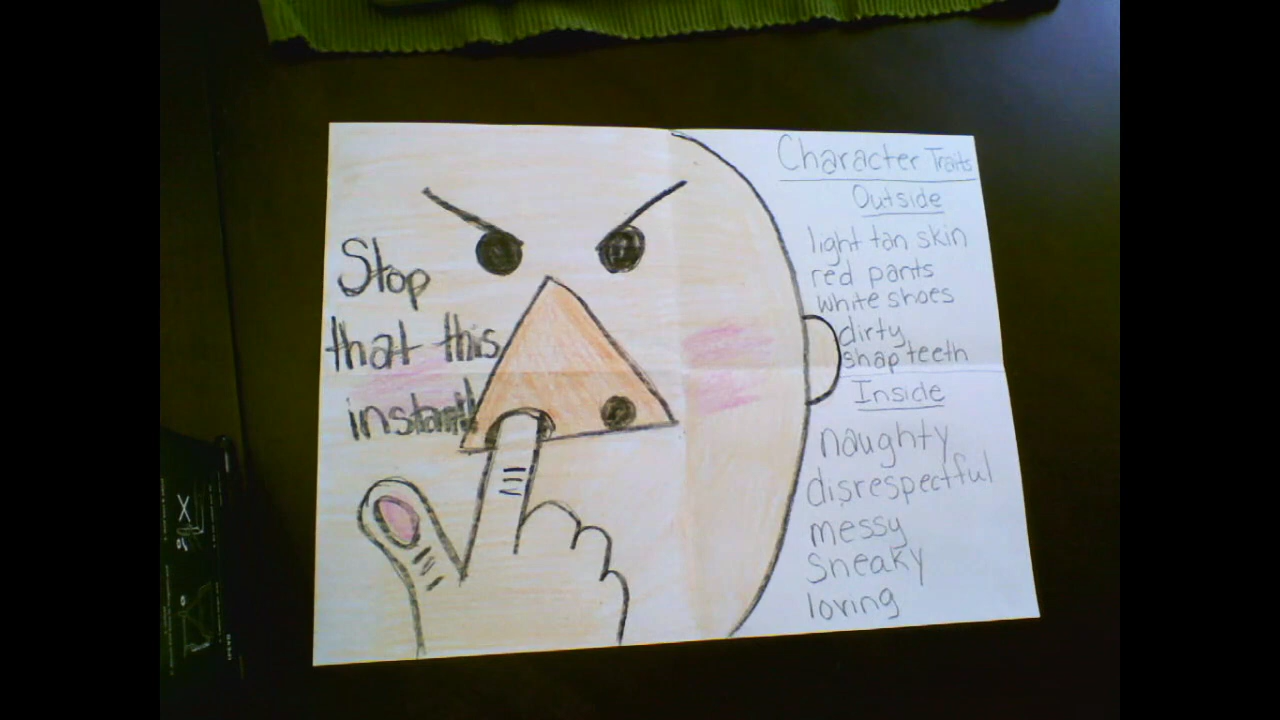 Stop
that this
instant!
Character Traits
Outside
light tan skin
red pants
white shoes
dirty
shap teeth
Inside
naughty
disrespectful
messy
sneaky
loving